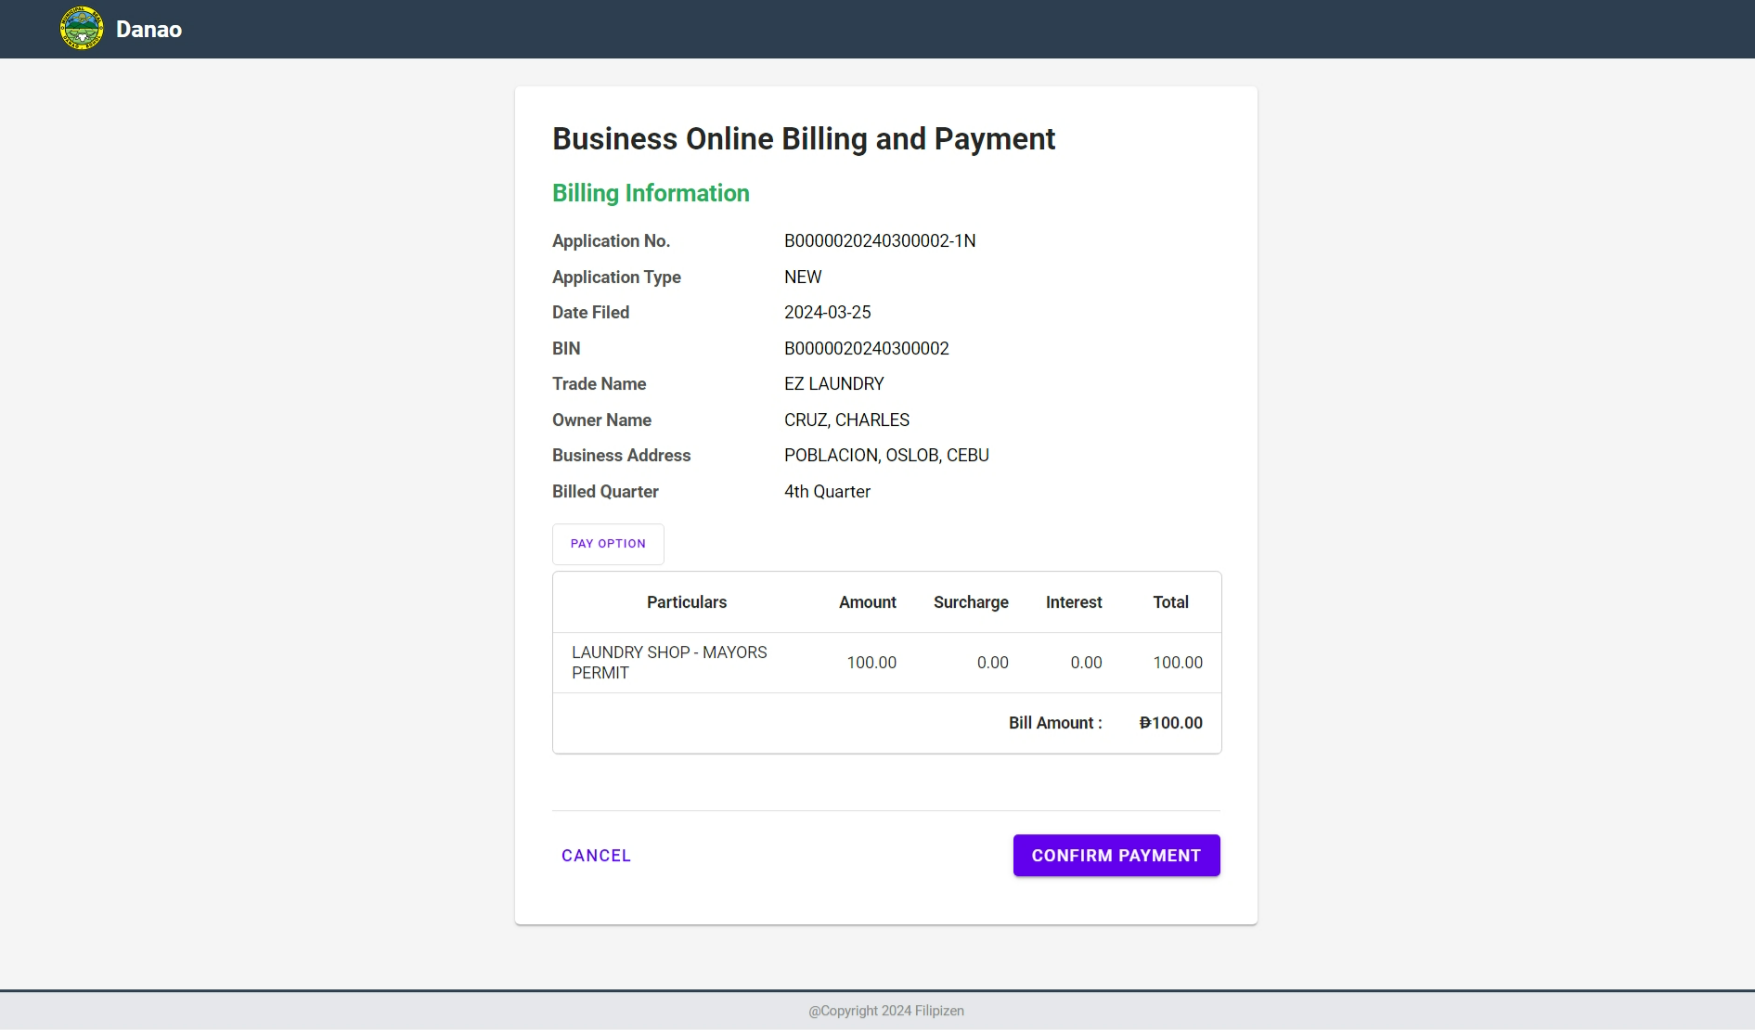 Danao
Business Online Billing and Payment
Billing Information
Application No. B0000020240300002-1N
Application Type NEW
Date Filed 2024-03-25
BIN B0000020240300002
Trade Name EZ LAUNDRY
Owner Name CRUZ, CHARLES
Business Address POBLACION, OSLOB, CEBU
Billed Quarter 4th Quarter
PAY OPTION
Particulars Amount Surcharge Interest Total
LAUNDRY SHOP - MAYORS
PERMIT 100.00 0.00 0.00 100.00
Bill Amount : ₱100.00
CANCEL CONFIRM PAYMENT
@Copyright 2024 Filipizen